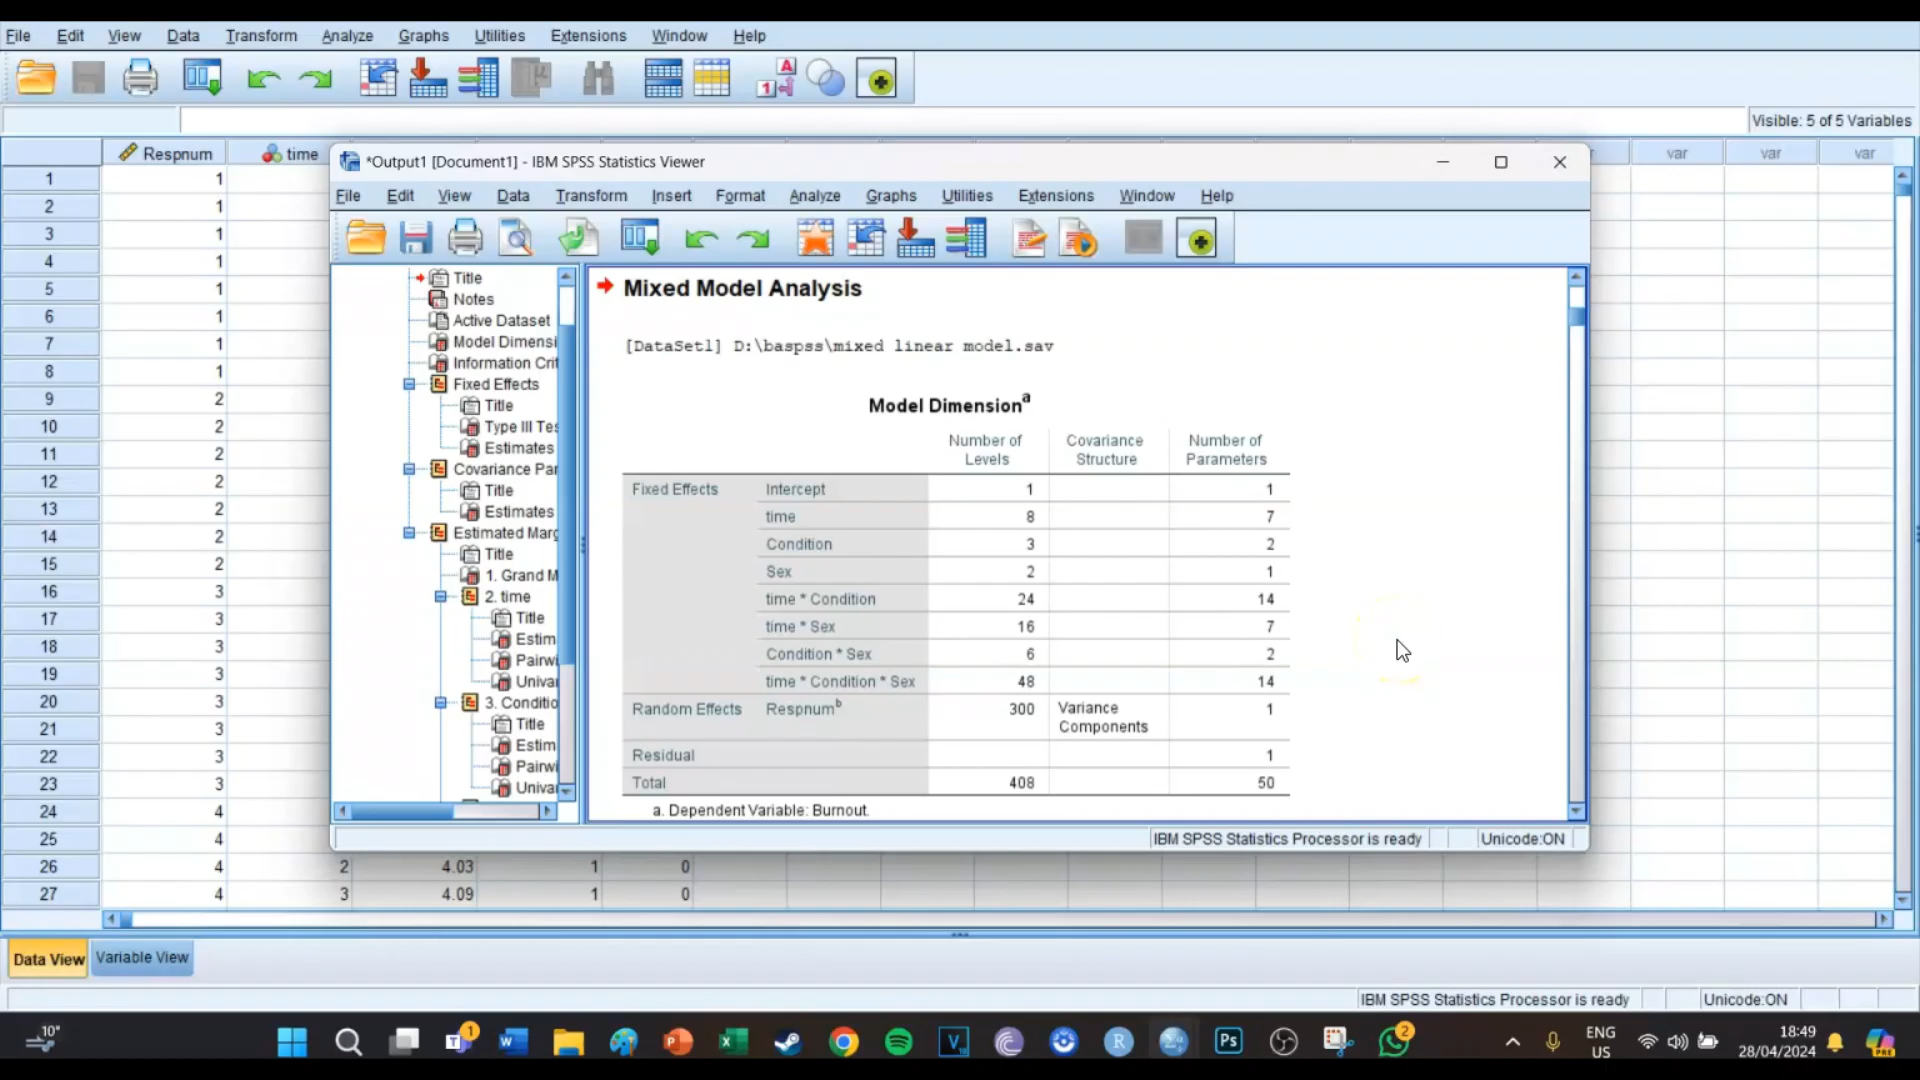 File Edit View Data Transform Analyze Graphs Utilities Extensions Window Help
Visible: 5 of 5 Variables
Respnum time var var var
*Output1 [Document1] - IBM SPSS Statistics Viewer
File Edit View Data Transform Insert Format Analyze Graphs Utilities Extensions Window Help
1 1
2 1
3 1
4 1
5 1
6 1
7 1
8 1
9 2
10 2
11 2
12 2
13 2
14 2
15 2
16 3
17 3
18 3
19 3
20 3
21 3
22 3
23 3
24 4
25 4
26 4 2 4.03 1 0
27 4 3 4.09 1 0
Title
Notes
Active Dataset
Model Dimensi
Information Crit
Fixed Effects
Title
Type III Tes
Estimates
Covariance Par
Title
Estimates
Estimated Marg
Title
1. Grand M
2. time
Title
Estim
Pairwi
Univa
3. Conditio
Title
Estim
Pairwi
Univa
Mixed Model Analysis
[DataSet1] D:\baspss\mixed linear model.sav
Model Dimensionᵃ
Number of Levels Covariance Structure Number of Parameters
Fixed Effects Intercept 1 1
time 8 7
Condition 3 2
Sex 2 1
time * Condition 24 14
time * Sex 16 7
Condition * Sex 6 2
time * Condition * Sex 48 14
Random Effects Respnumᵇ 300 Variance Components 1
Residual 1
Total 408 50
a. Dependent Variable: Burnout.
IBM SPSS Statistics Processor is ready Unicode:ON
Data View Variable View
IBM SPSS Statistics Processor is ready Unicode:ON
10° 1 2 ENG US 18:49 28/04/2024